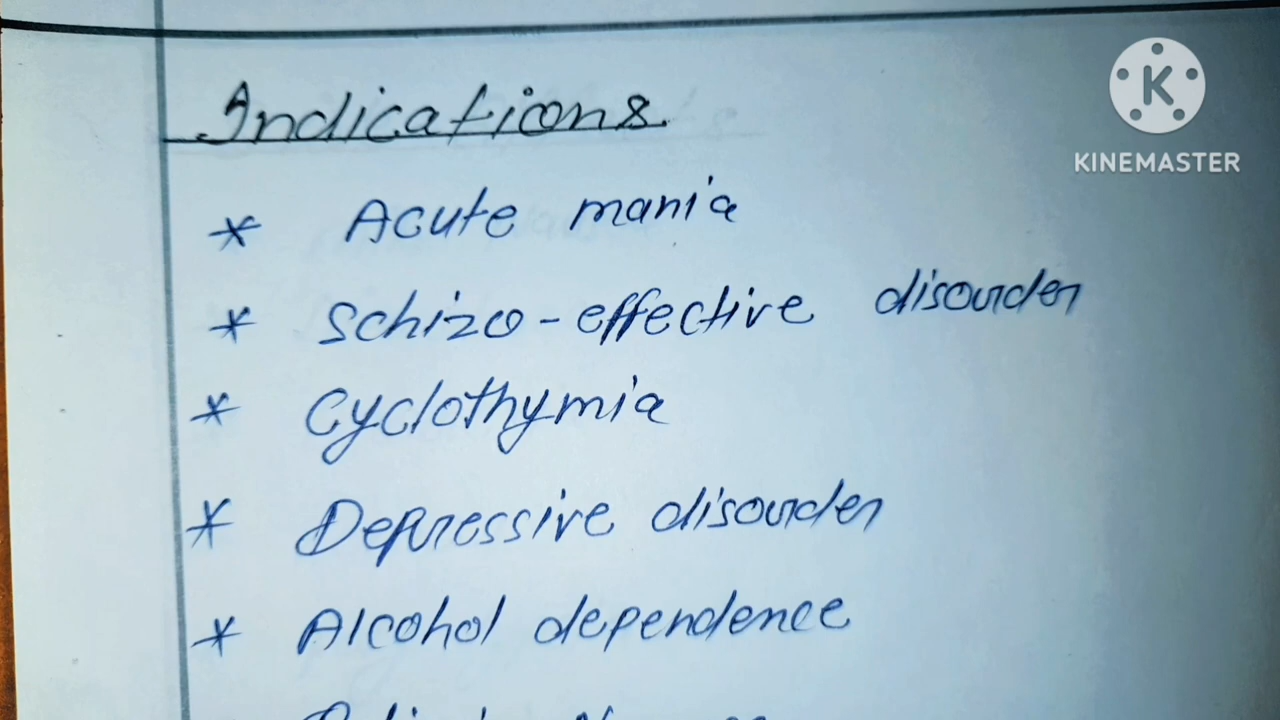 Indications.
KINEMASTER
* Acute mania
* Schizo-effective disorder
* Cyclothymia
* Depressive disorder
* Alcohol dependence